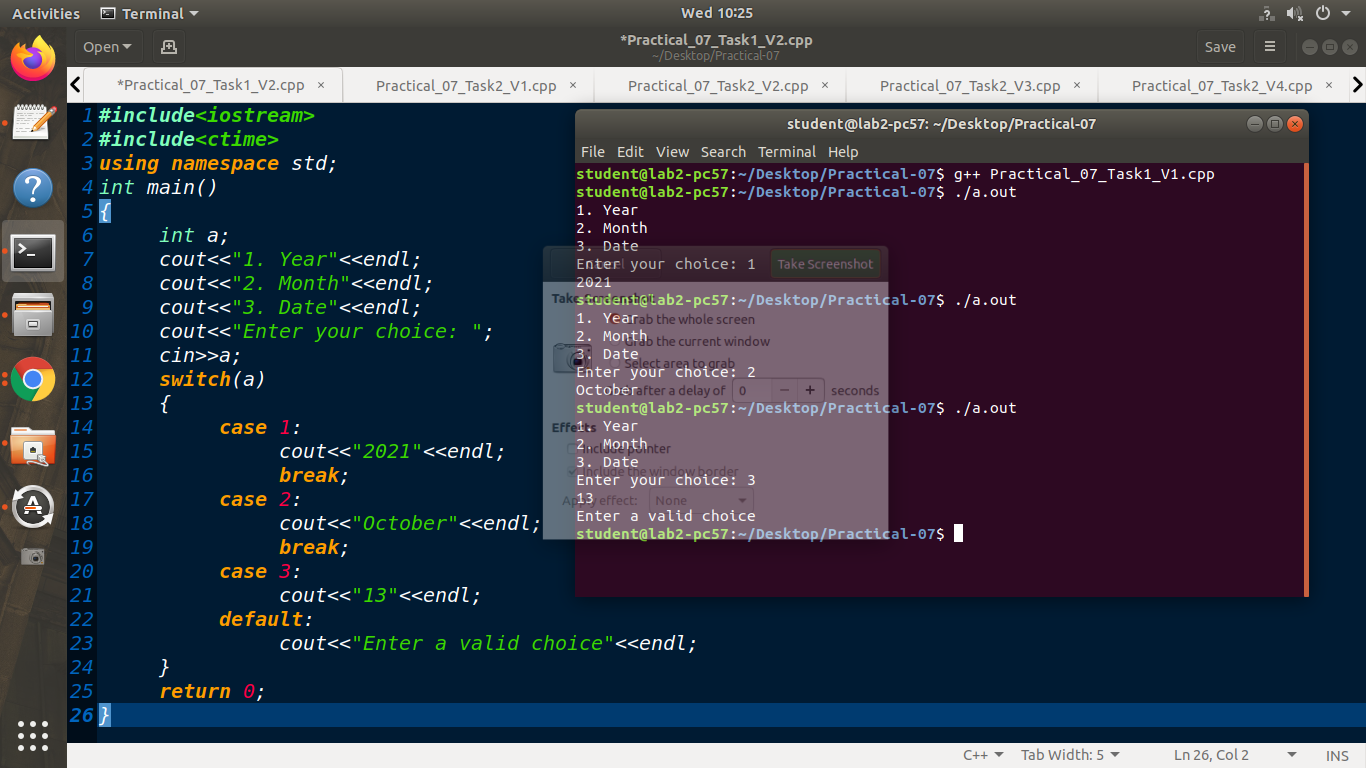 Activities Terminal Wed 10:25
Open *Practical_07_Task1_V2.cpp Save
~/Desktop/Practical-07
*Practical_07_Task1_V2.cpp × Practical_07_Task2_V1.cpp × Practical_07_Task2_V2.cpp × Practical_07_Task2_V3.cpp × Practical_07_Task2_V4.cpp ×
1 #include<iostream>
2 #include<ctime>
3 using namespace std;
4 int main()
5 {
6 int a;
7 cout<<"1. Year"<<endl;
8 cout<<"2. Month"<<endl;
9 cout<<"3. Date"<<endl;
10 cout<<"Enter your choice: ";
11 cin>>a;
12 switch(a)
13 {
14 case 1:
15 cout<<"2021"<<endl;
16 break;
17 case 2:
18 cout<<"October"<<endl;
19 break;
20 case 3:
21 cout<<"13"<<endl;
22 default:
23 cout<<"Enter a valid choice"<<endl;
24 }
25 return 0;
26 }
student@lab2-pc57: ~/Desktop/Practical-07
File Edit View Search Terminal Help
student@lab2-pc57:~/Desktop/Practical-07$ g++ Practical_07_Task1_V1.cpp
student@lab2-pc57:~/Desktop/Practical-07$ ./a.out
1. Year
2. Month
3. Date
Enter your choice: 1
2021
student@lab2-pc57:~/Desktop/Practical-07$ ./a.out
1. Year
2. Month
3. Date
Enter your choice: 2
October
student@lab2-pc57:~/Desktop/Practical-07$ ./a.out
1. Year
2. Month
3. Date
Enter your choice: 3
13
Enter a valid choice
student@lab2-pc57:~/Desktop/Practical-07$
Take Screenshot
Take
Grab the whole screen
Grab the current window
Select area to grab
after a delay of 0 − + seconds
Effects
Include pointer
Include the window border
Apply effect: None
C++ Tab Width: 5 Ln 26, Col 2 INS